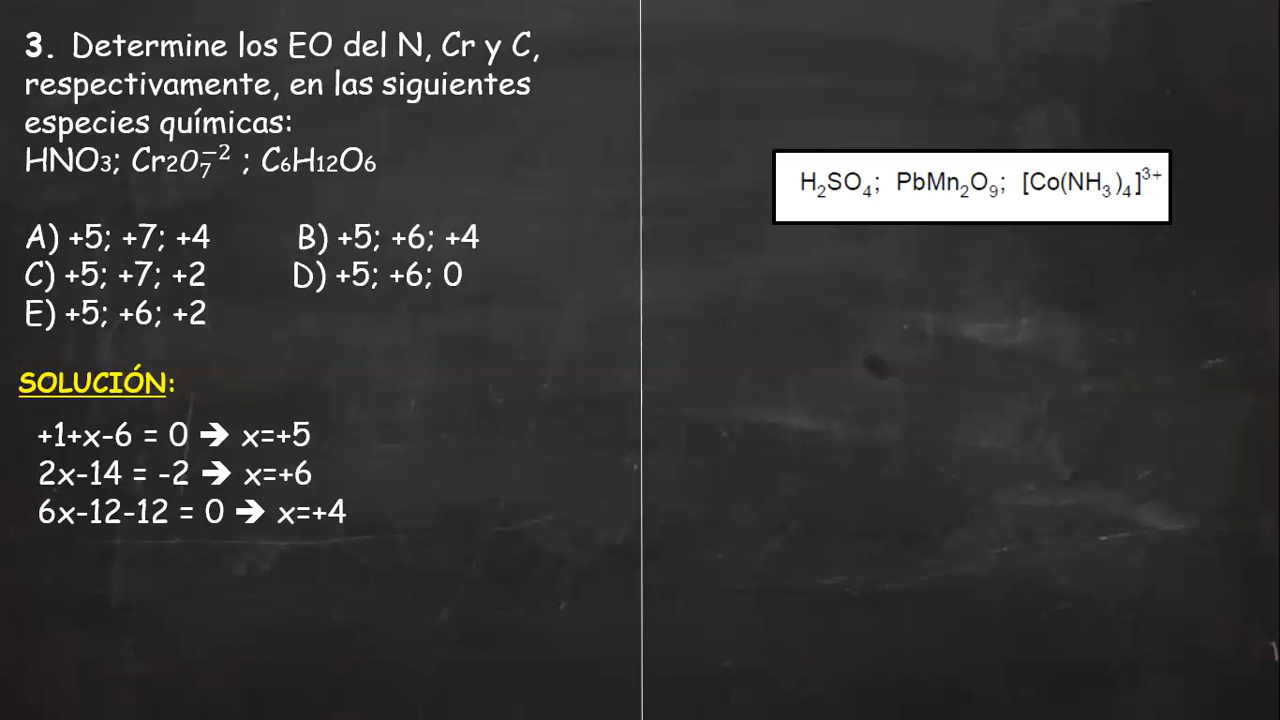 3. Determine los EO del N, Cr y C,
respectivamente, en las siguientes
especies químicas:
HNO₃; Cr₂O₇⁻² ; C₆H₁₂O₆
A) +5; +7; +4 B) +5; +6; +4
C) +5; +7; +2 D) +5; +6; 0
E) +5; +6; +2
SOLUCIÓN:
+1+x-6 = 0 ➔ x=+5
2x-14 = -2 ➔ x=+6
6x-12-12 = 0 ➔ x=+4
H₂SO₄; PbMn₂O₉; [Co(NH₃)₄]³⁺